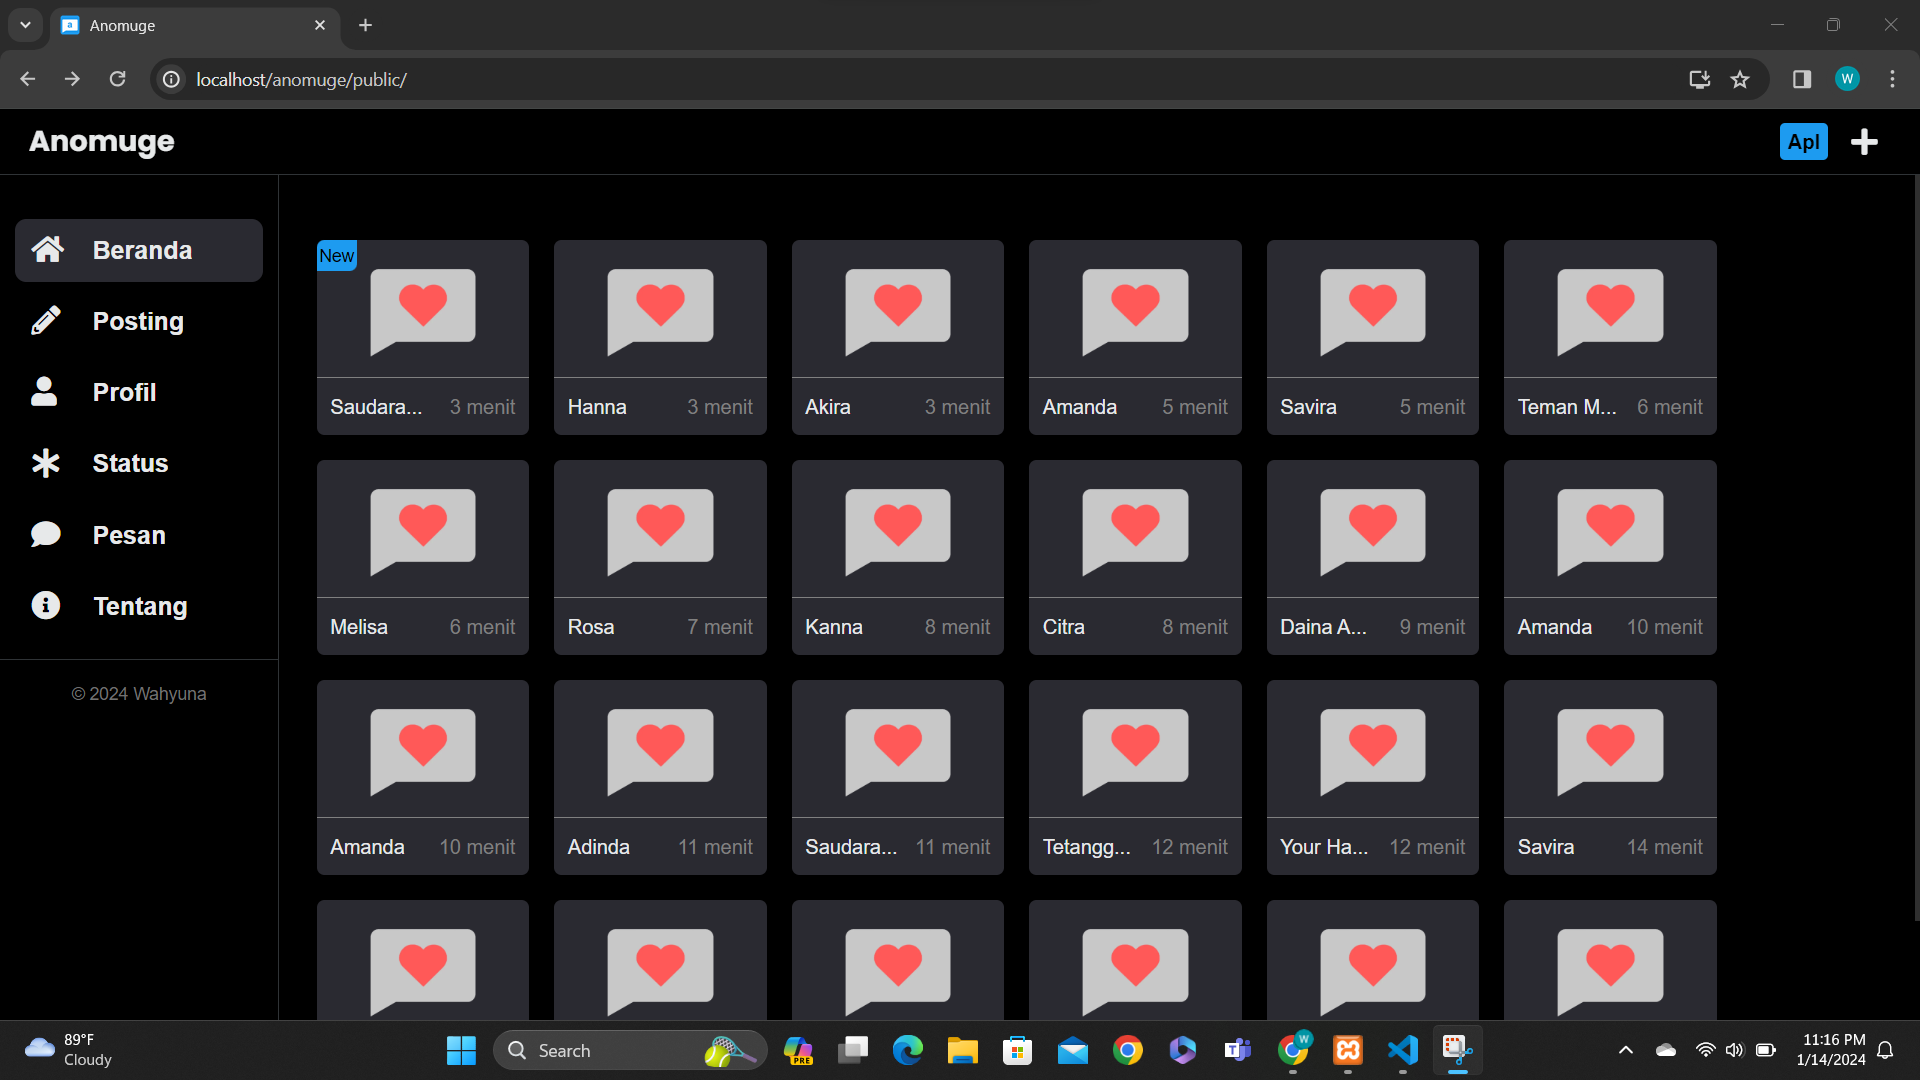 Anomuge
localhost/anomuge/public/
W
Anomuge
Apl
Beranda
Posting
Profil
Status
Pesan
Tentang
© 2024 Wahyuna
New
Saudara... 3 menit
Hanna 3 menit
Akira 3 menit
Amanda 5 menit
Savira 5 menit
Teman M... 6 menit
Melisa 6 menit
Rosa 7 menit
Kanna 8 menit
Citra 8 menit
Daina A... 9 menit
Amanda 10 menit
Amanda 10 menit
Adinda 11 menit
Saudara... 11 menit
Tetangg... 12 menit
Your Ha... 12 menit
Savira 14 menit
89°F
Cloudy
Search
PRE
W
11:16 PM
1/14/2024